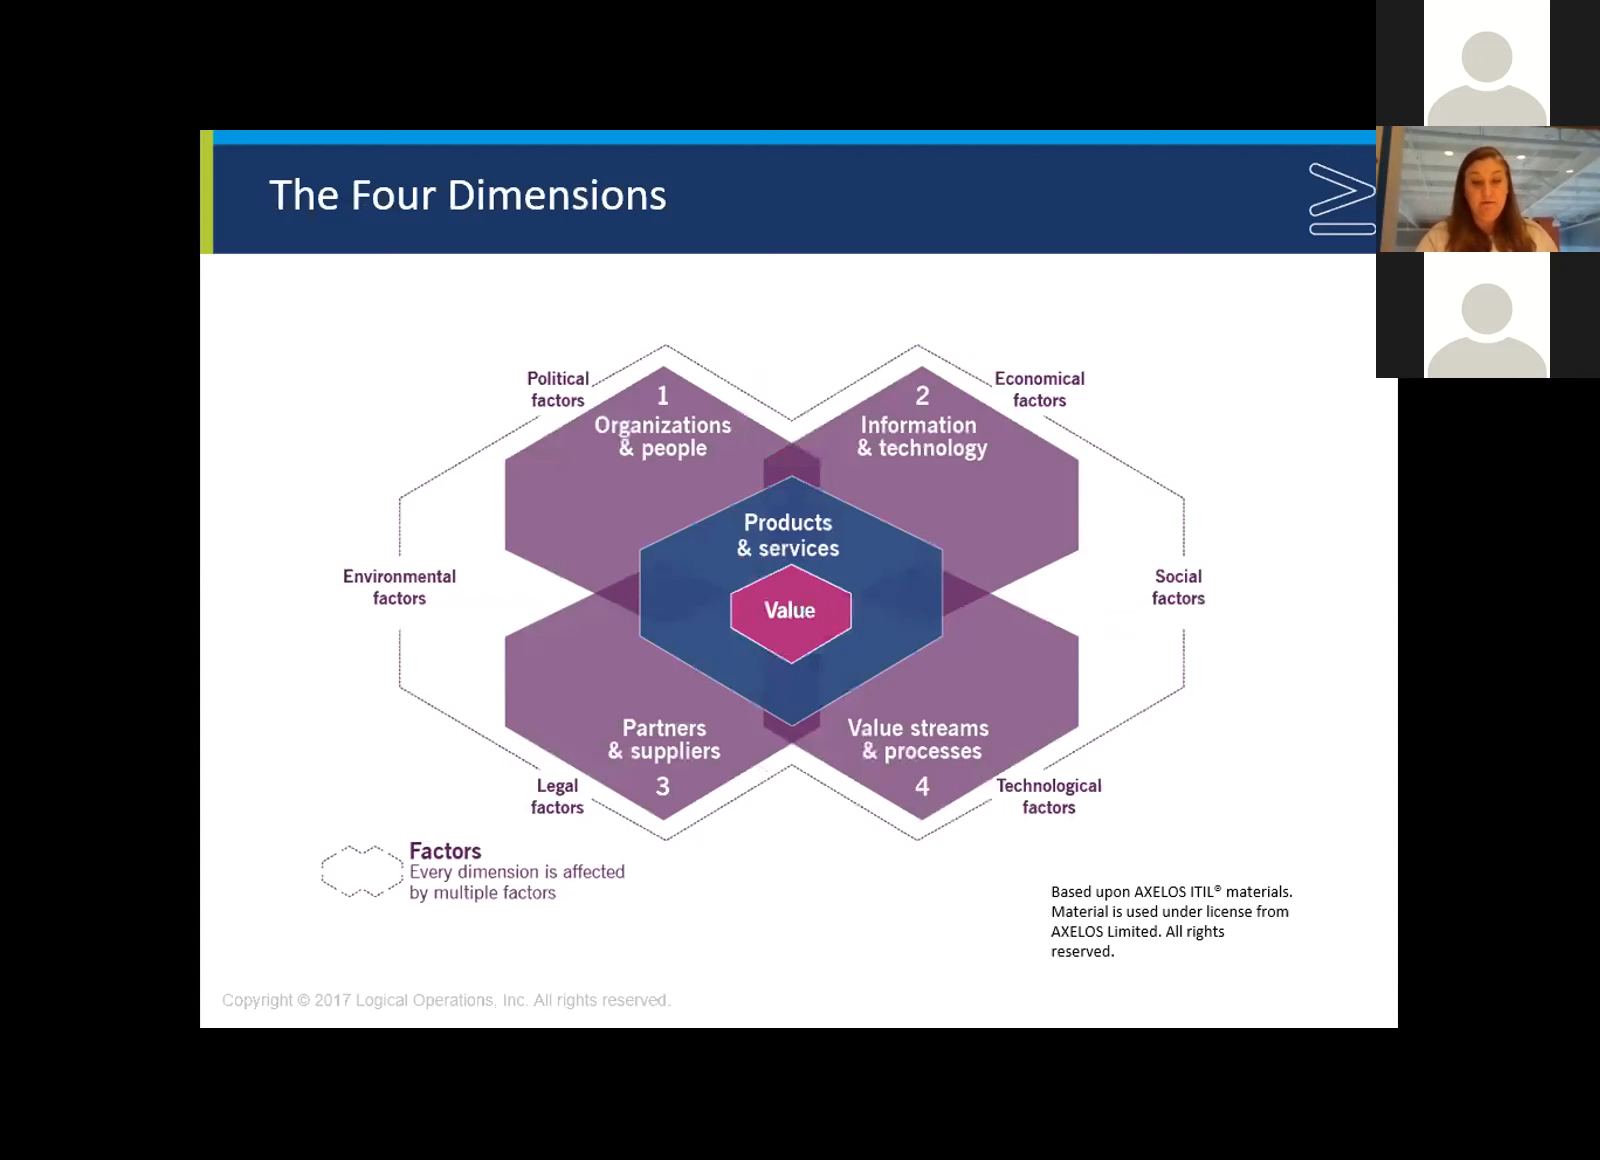 The Four Dimensions
Political
factors
Economical
factors
1
Organizations
& people
2
Information
& technology
Products
& services
Value
Environmental
factors
Social
factors
Partners
& suppliers
3
Value streams
& processes
4
Legal
factors
Technological
factors
Factors
Every dimension is affected
by multiple factors
Based upon AXELOS ITIL® materials.
Material is used under license from
AXELOS Limited. All rights
reserved.
Copyright © 2017 Logical Operations, Inc. All rights reserved.